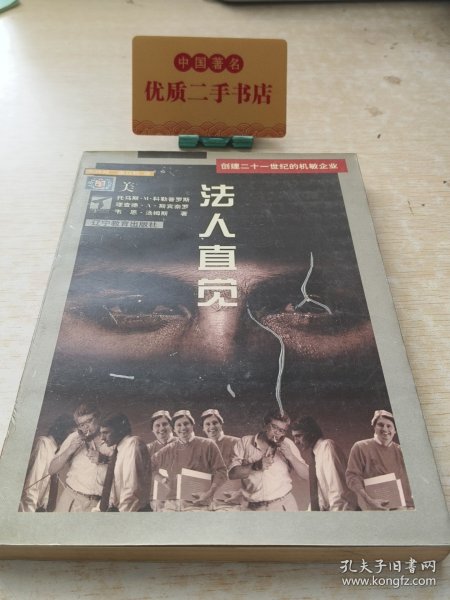 中国著名
优质二手书店
创建二十一世纪的机敏企业
美
托马斯·M·科勒普罗斯
理查德·A·斯宾奈罗
韦恩·汤姆斯 著
辽宁教育出版社
法人直觉
孔夫子旧书网
www.kongfz.com